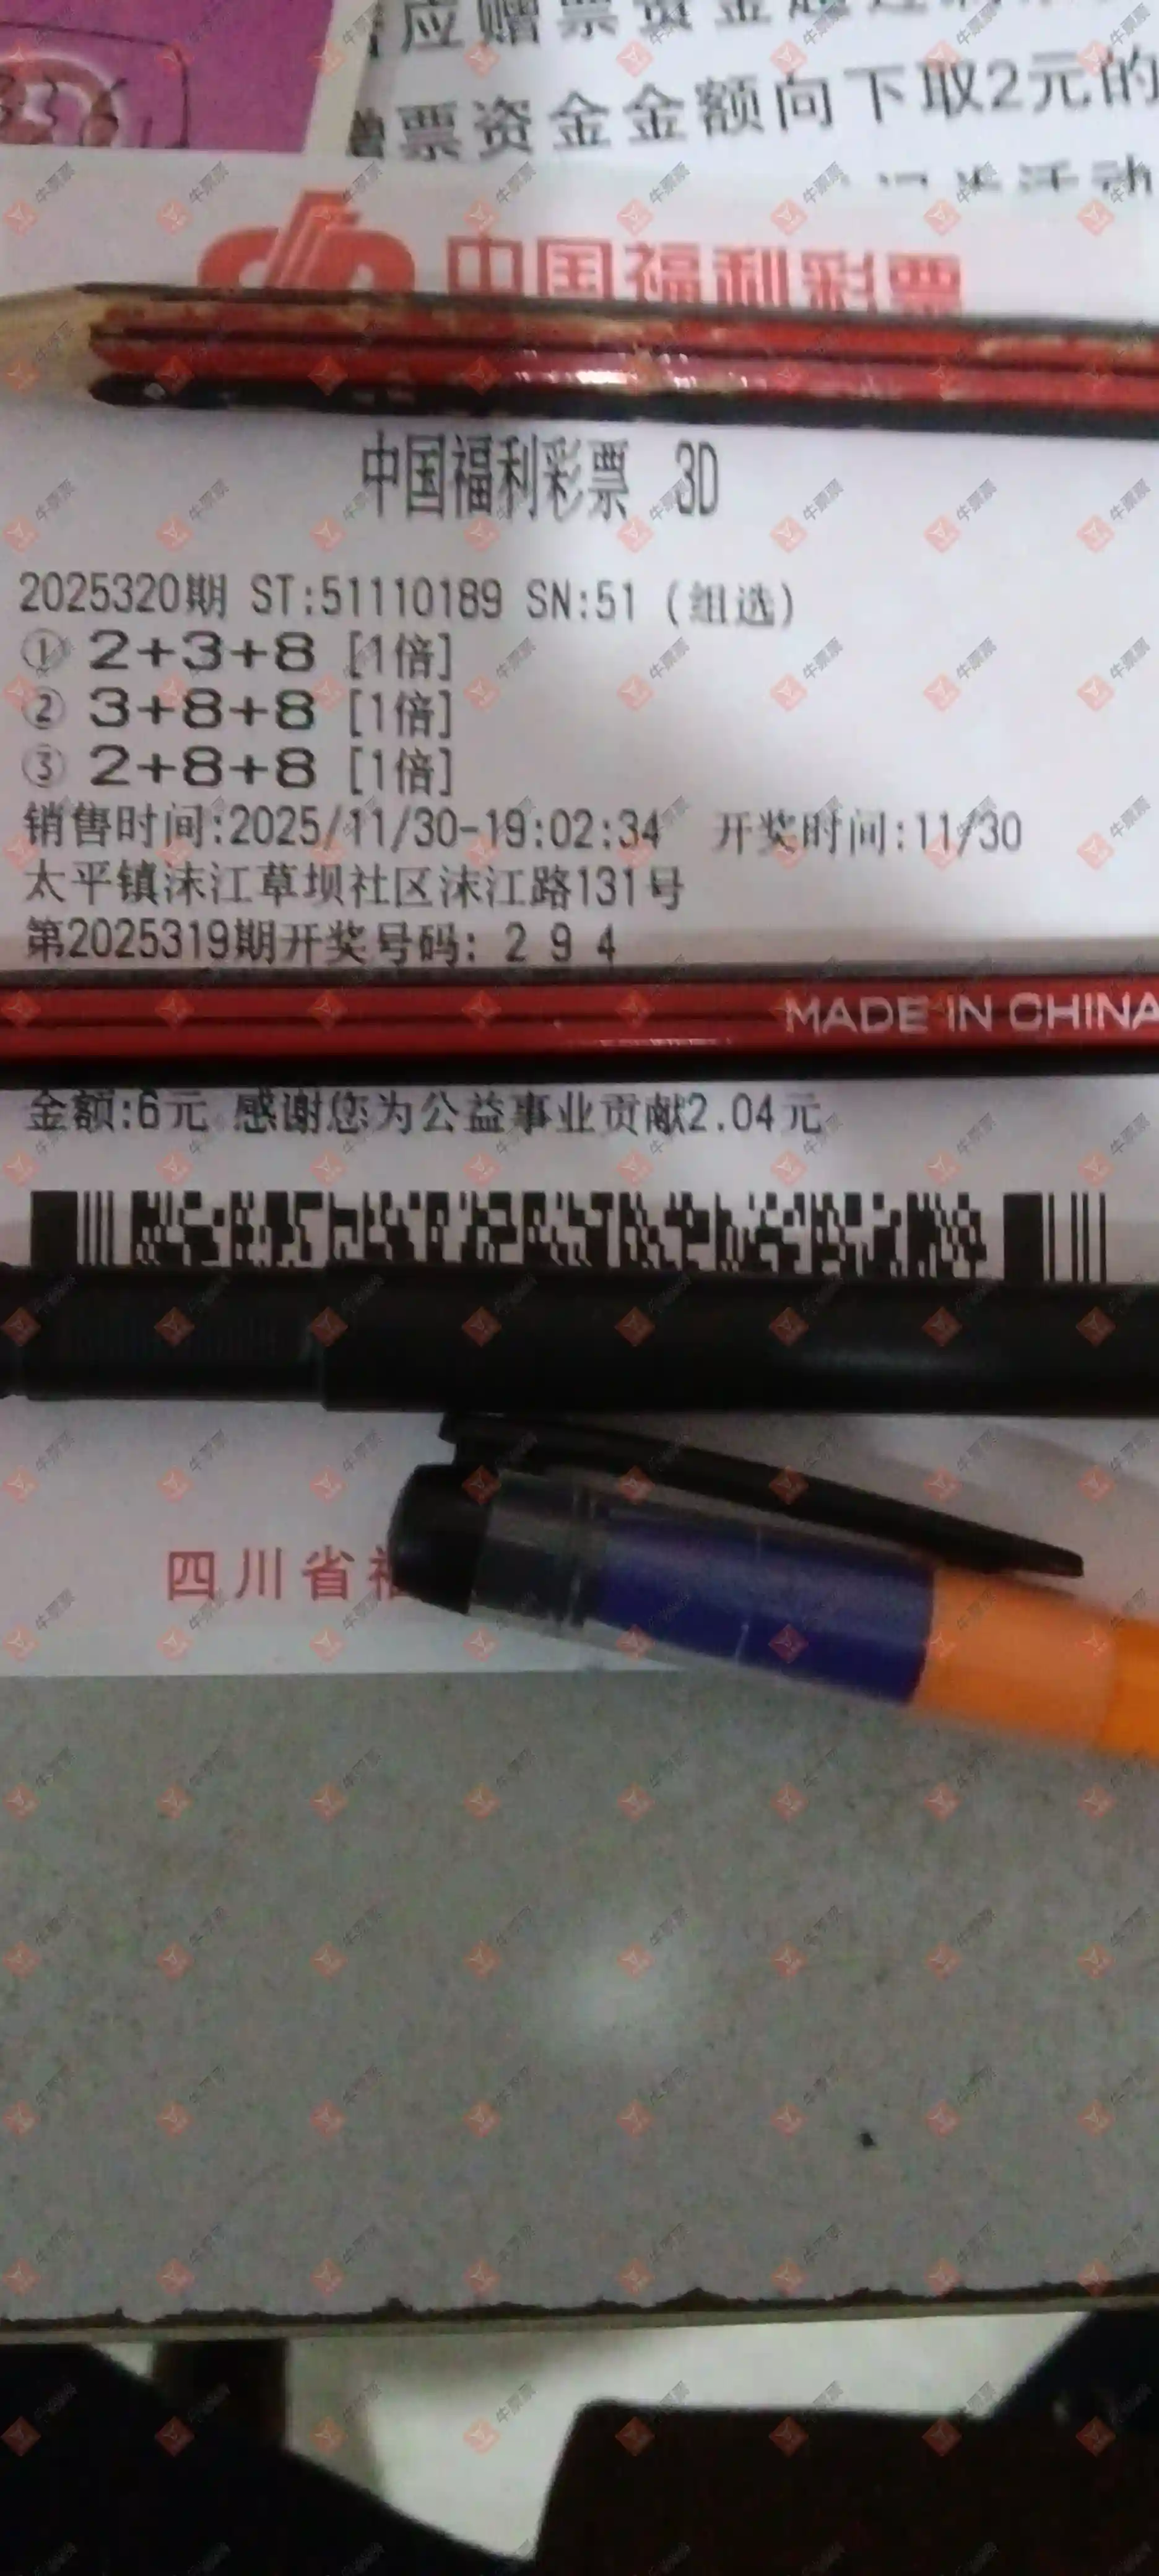 应赠票资金
票资金金额向下取2元的
336
中国福利彩票
中国福利彩票 3D
2025320期 ST:51110189 SN:51 (组选)
① 2+3+8 [1倍]
② 3+8+8 [1倍]
③ 2+8+8 [1倍]
销售时间:2025/11/30-19:02:34 开奖时间:11/30
太平镇沫江草坝社区沫江路131号
第2025319期开奖号码: 2 9 4
MADE IN CHINA
金额:6元 感谢您为公益事业贡献2.04元
四川省福
牛票票